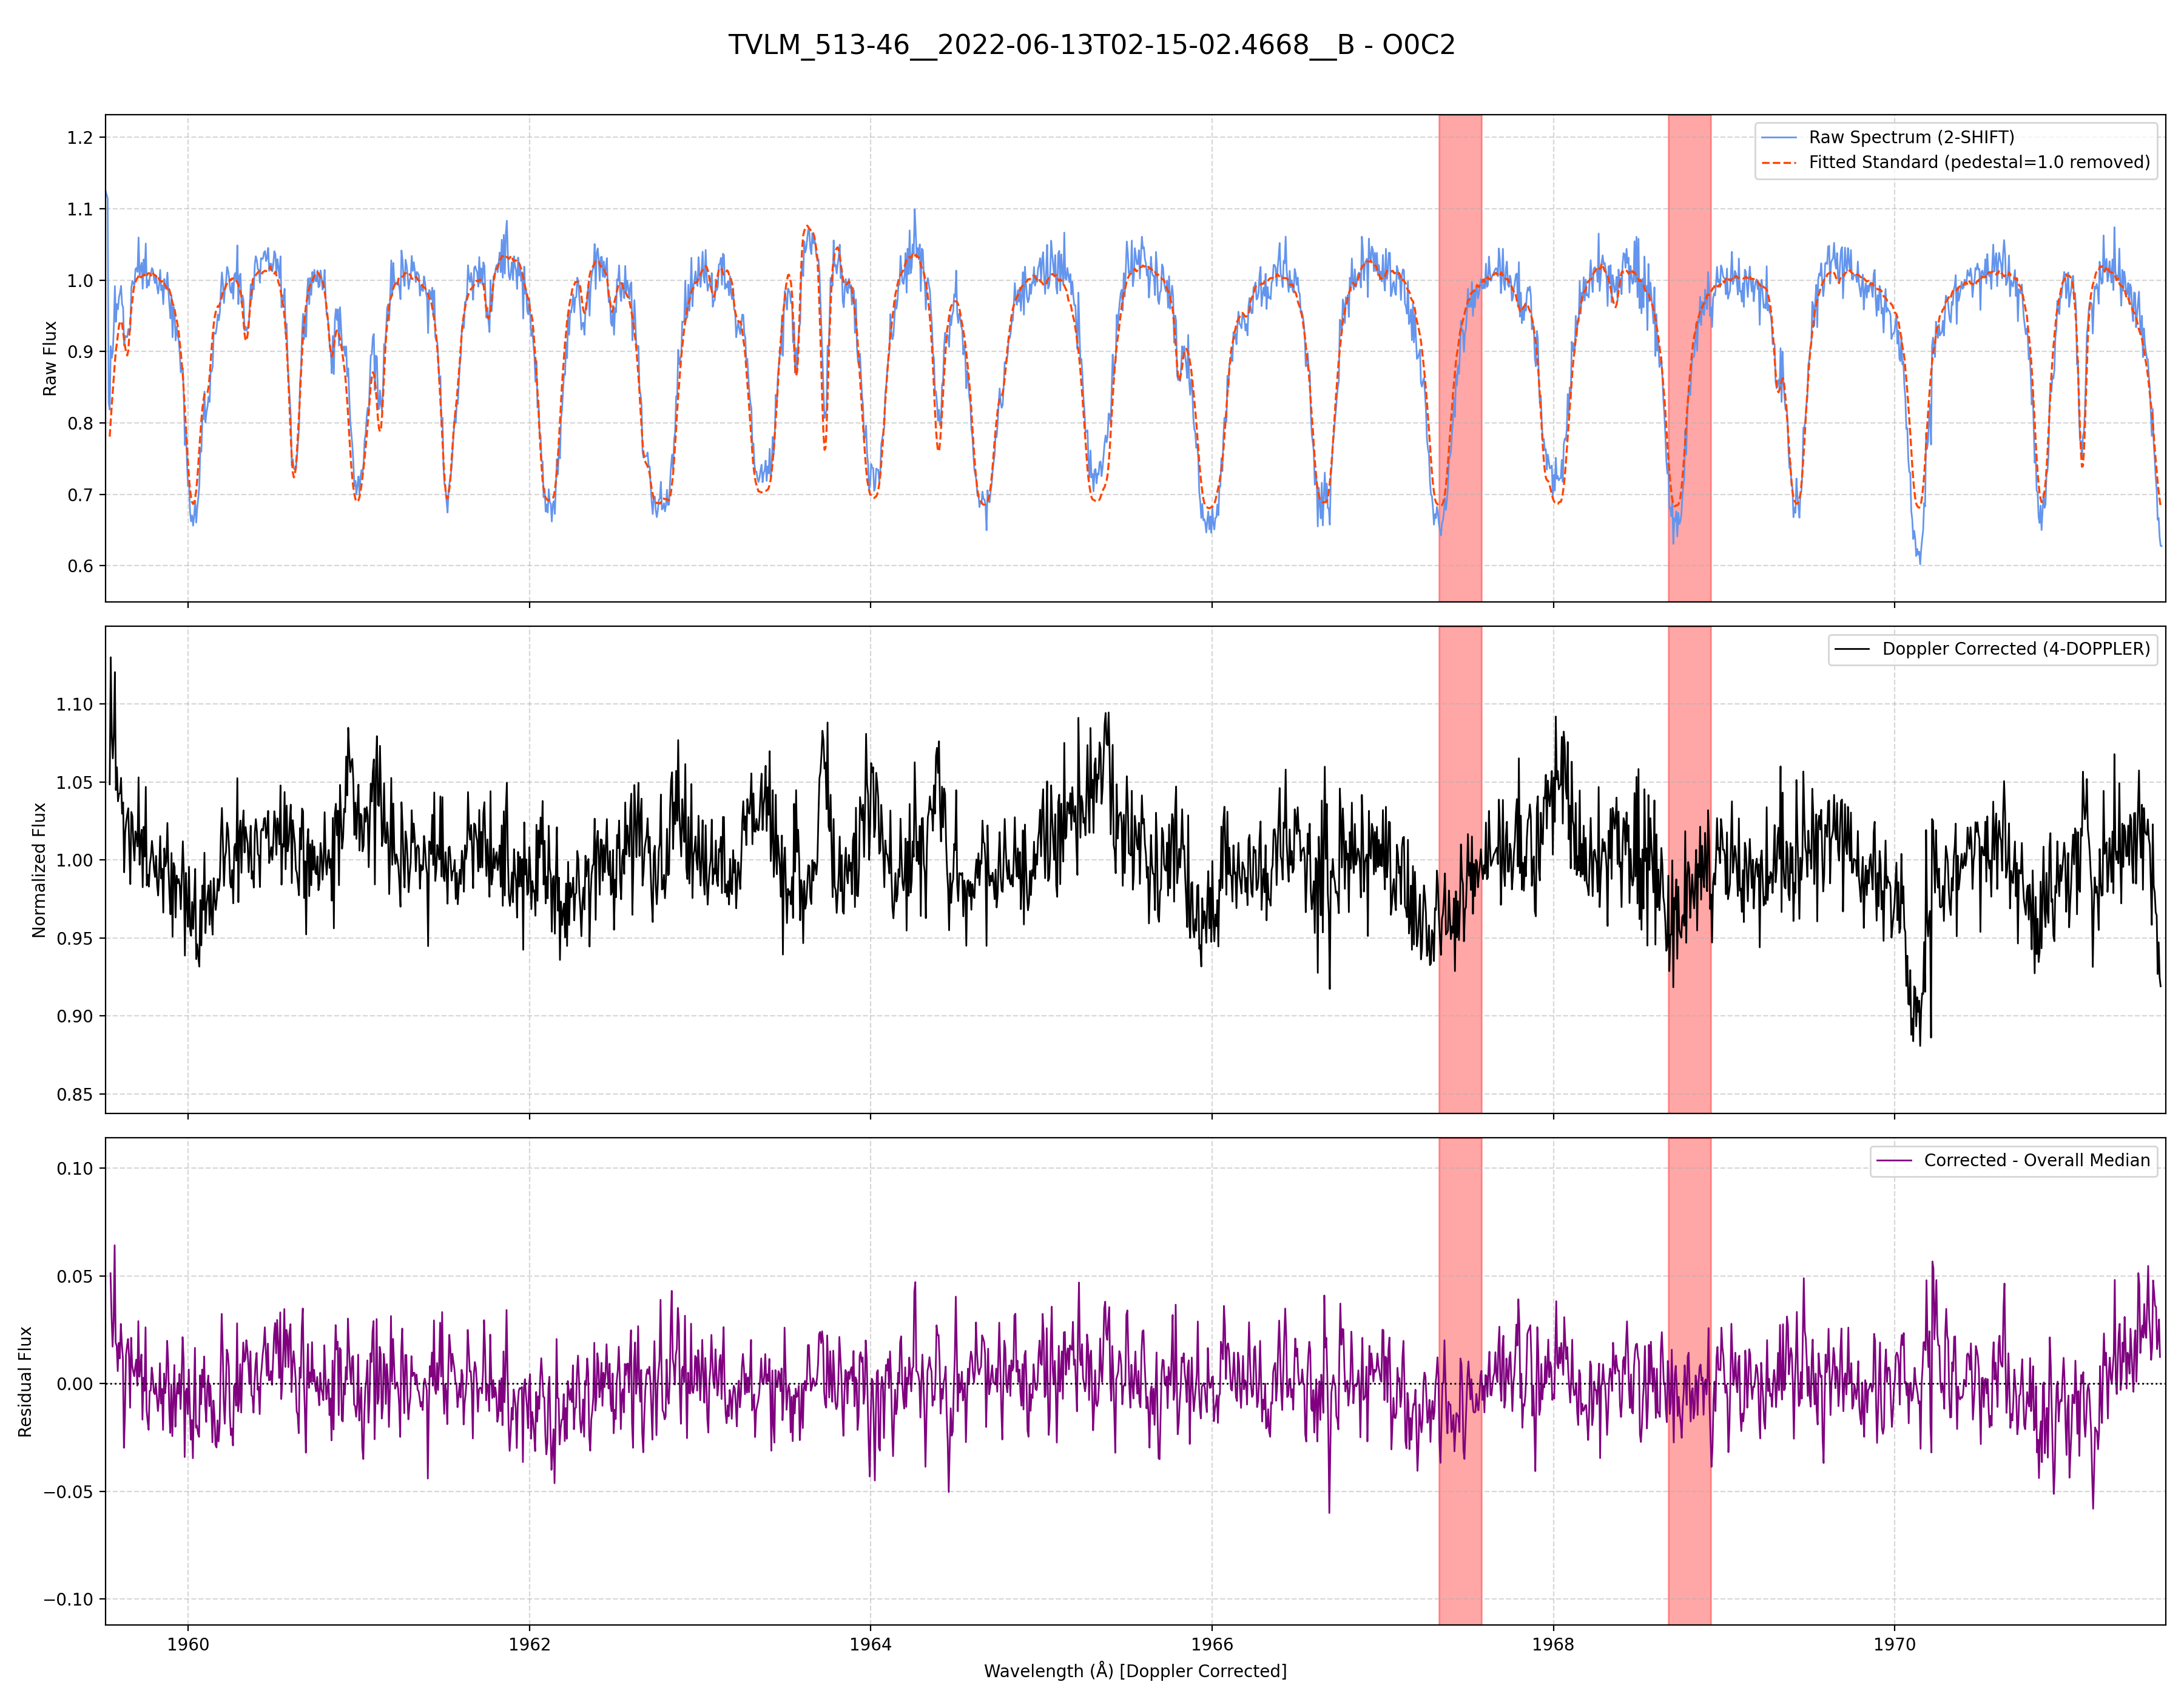 TVLM_513-46__2022-06-13T02-15-02.4668__B - O0C2
Raw Flux
1.2
1.1
1.0
0.9
0.8
0.7
0.6
Raw Spectrum (2-SHIFT)
Fitted Standard (pedestal=1.0 removed)
Normalized Flux
1.10
1.05
1.00
0.95
0.90
0.85
Doppler Corrected (4-DOPPLER)
Residual Flux
0.10
0.05
0.00
−0.05
−0.10
Corrected - Overall Median
1960 1962 1964 1966 1968 1970
Wavelength (Å) [Doppler Corrected]